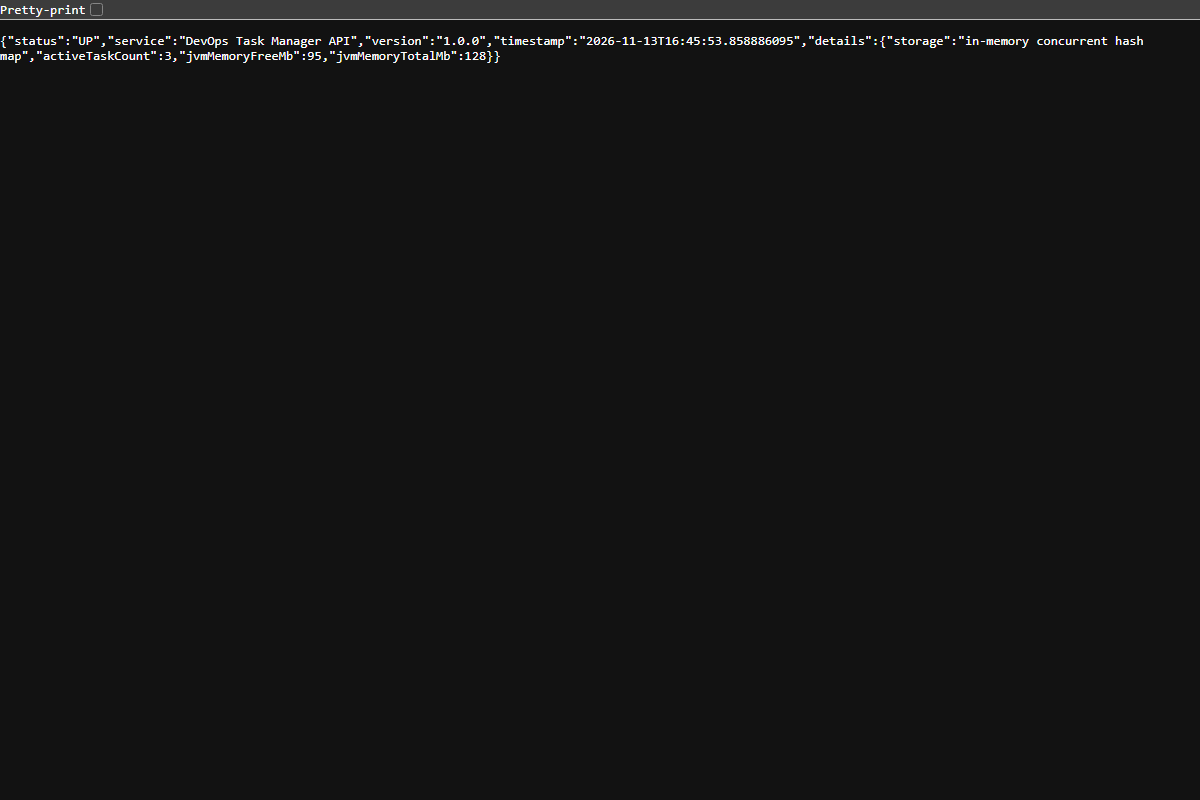 Pretty-print
{"status":"UP","service":"DevOps Task Manager API","version":"1.0.0","timestamp":"2026-11-13T16:45:53.858886095","details":{"storage":"in-memory concurrent hash
map","activeTaskCount":3,"jvmMemoryFreeMb":95,"jvmMemoryTotalMb":128}}